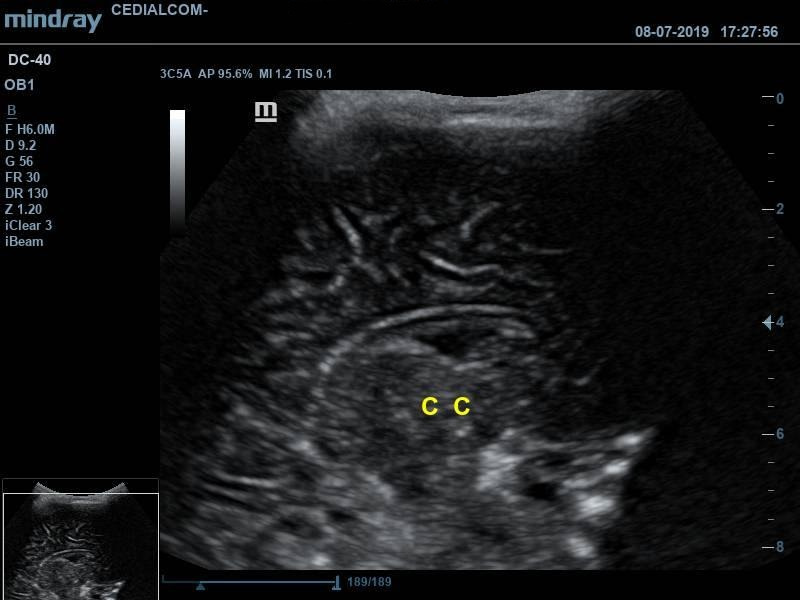 mindray CEDIALCOM-
08-07-2019 17:27:56
DC-40
OB1
3C5A AP 95.6% MI 1.2 TIS 0.1
B
F H6.0M
D 9.2
G 56
FR 30
DR 130
Z 1.20
iClear 3
iBeam
m
0
2
4
6
8
C C
189/189